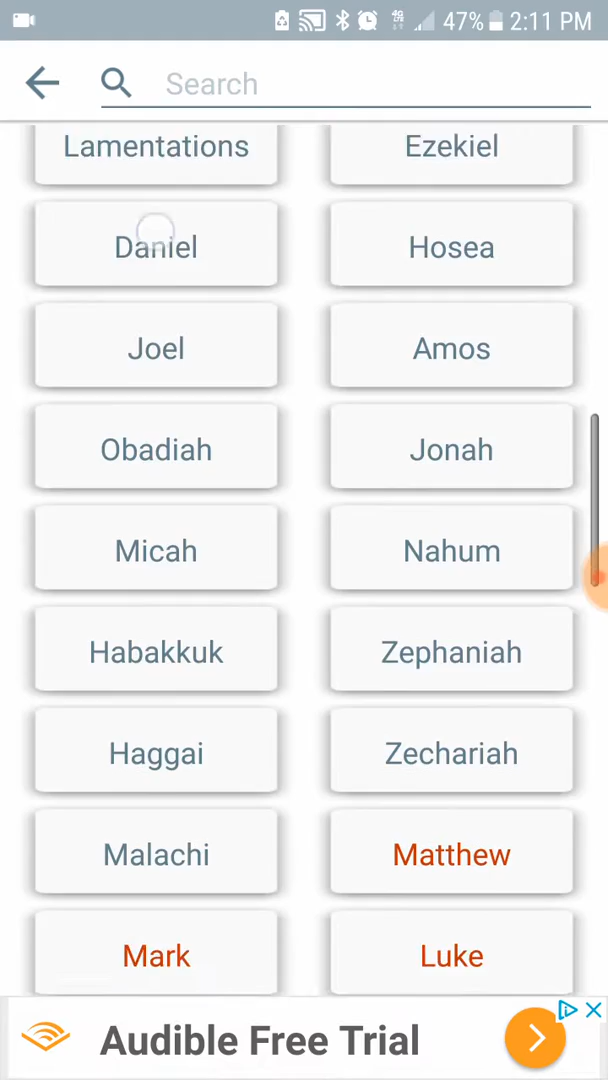 47% 2:11 PM
Search
Lamentations Ezekiel
Daniel Hosea
Joel Amos
Obadiah Jonah
Micah Nahum
Habakkuk Zephaniah
Haggai Zechariah
Malachi Matthew
Mark Luke
Audible Free Trial